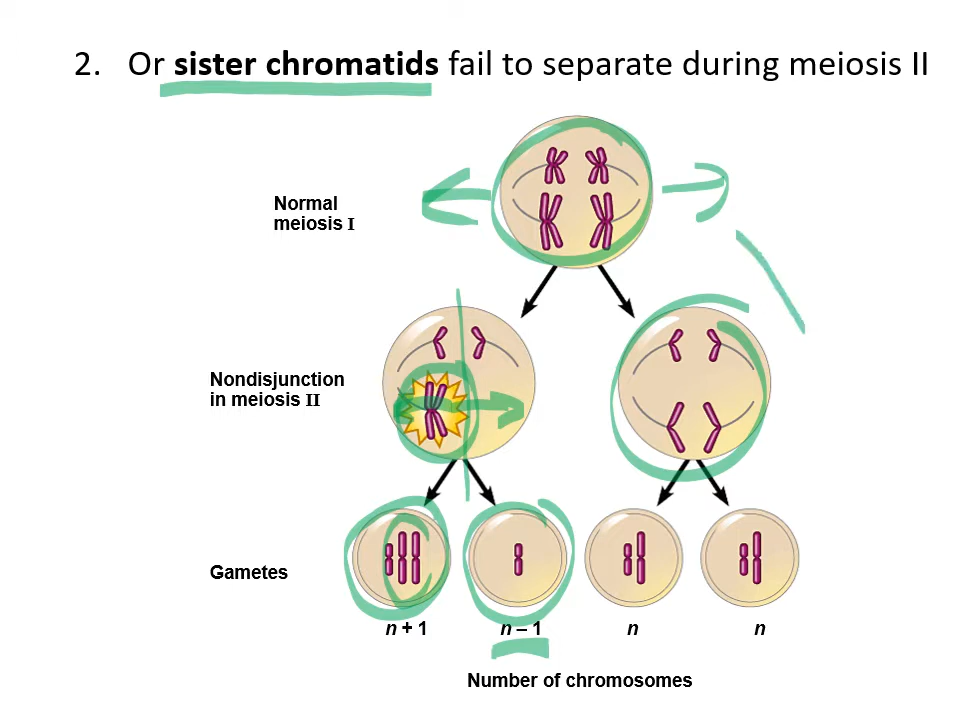 2. Or sister chromatids fail to separate during meiosis II
Normal
meiosis I
Nondisjunction
in meiosis II
Gametes
n + 1
n – 1
n
n
Number of chromosomes